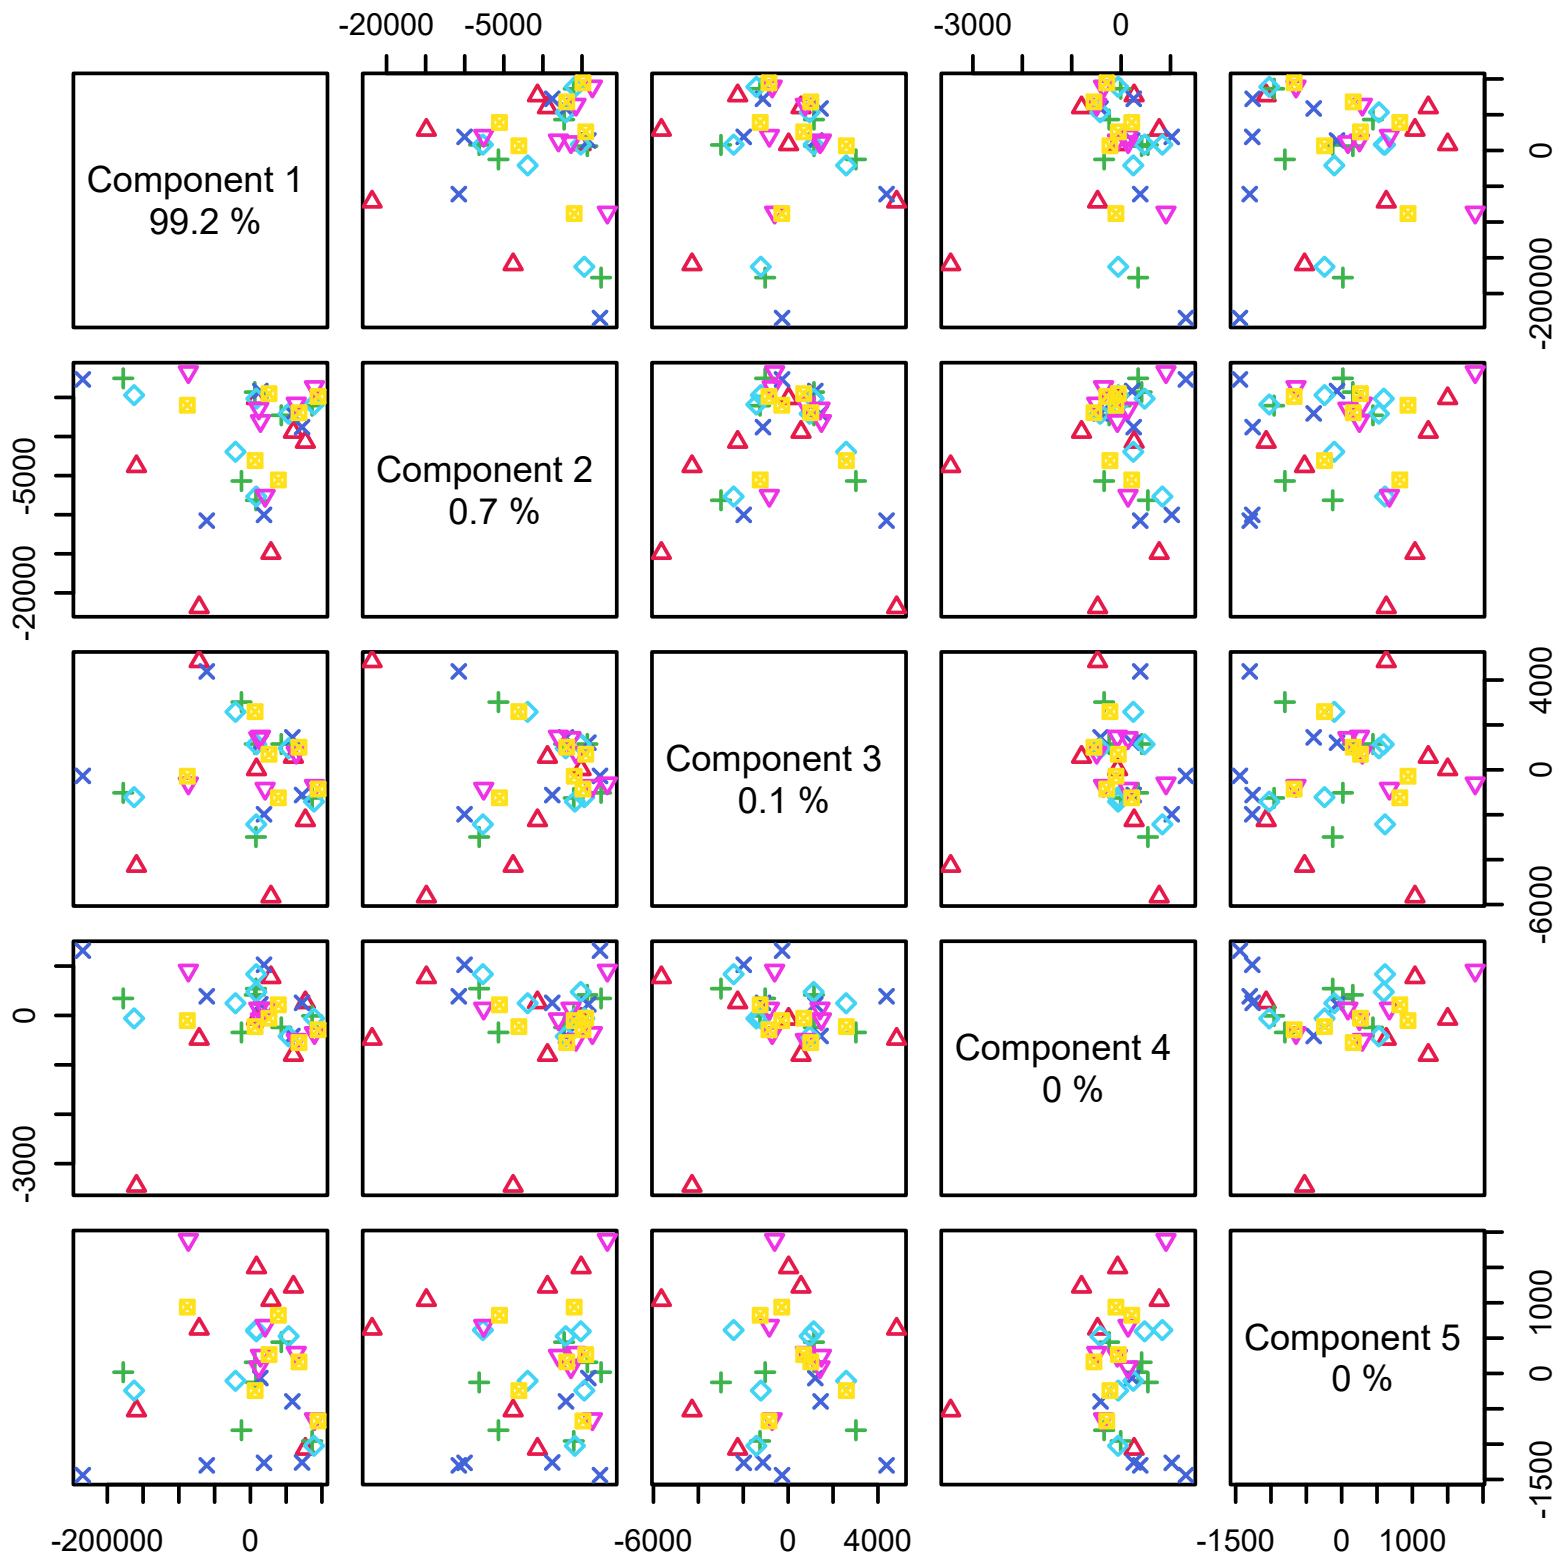 -20000 -5000 -3000 0
Component 1
99.2 %
0
-200000
Component 2
0.7 %
-5000
-20000
Component 3
0.1 %
4000
0
-6000
Component 4
0 %
0
-3000
Component 5
0 %
1000
0
-1500
-200000 0 -6000 0 4000 -1500 0 1000